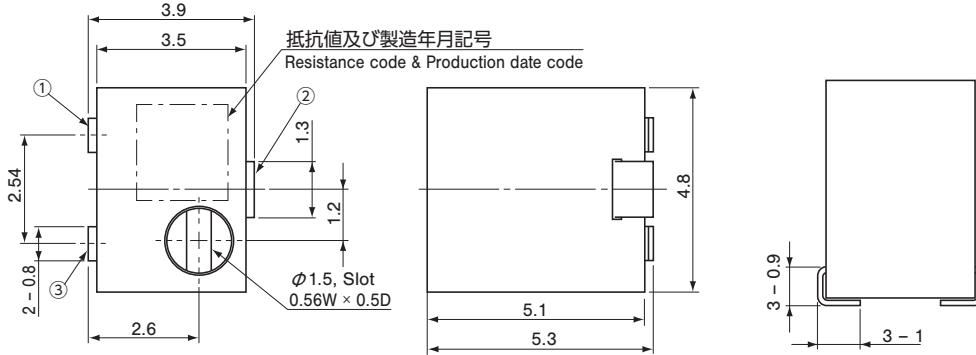 3.9
3.5
抵抗値及び製造年月記号
Resistance code & Production date code
①
②
1.3
2.54
1.2
4.8
2 – 0.8
③
φ1.5, Slot
0.56W × 0.5D
2.6
5.1
5.3
3 – 0.9
3 – 1